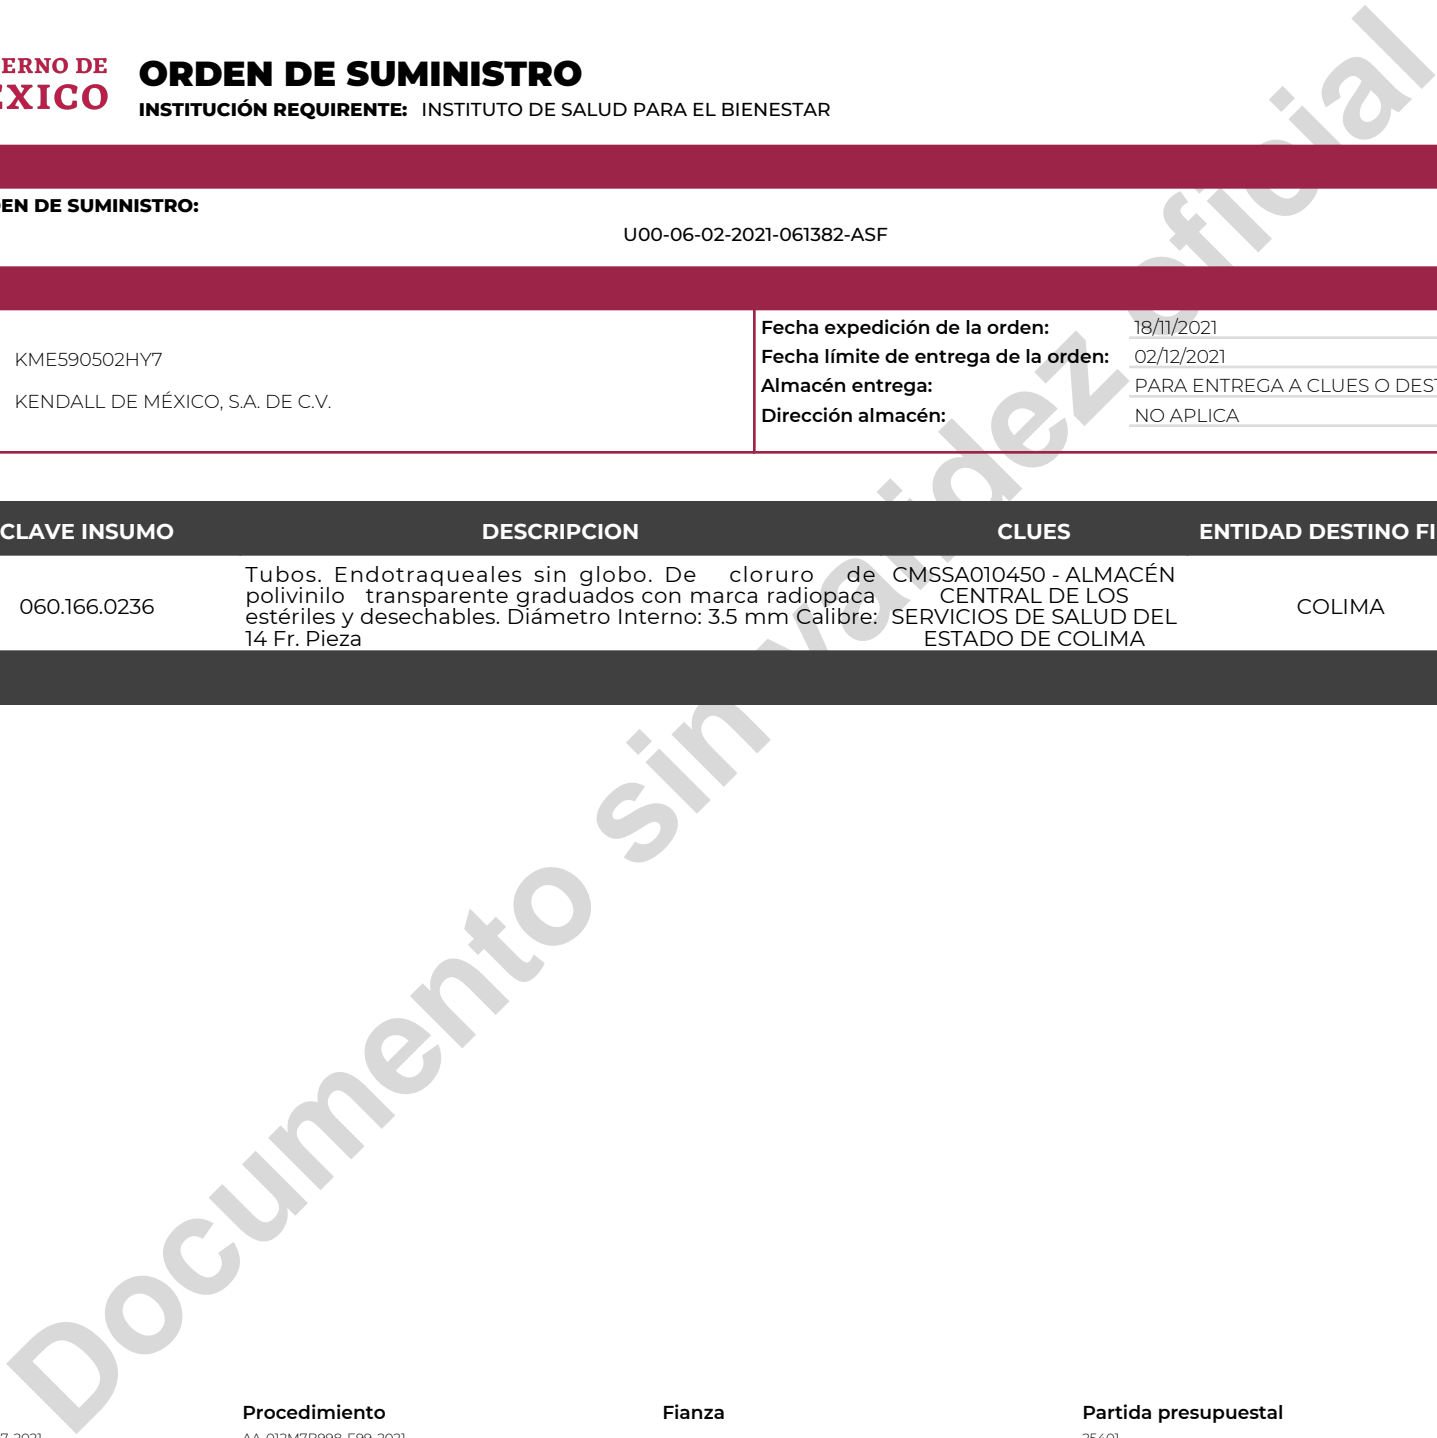 ERNO DE
ÉXICO
ORDEN DE SUMINISTRO
INSTITUCIÓN REQUIRENTE: INSTITUTO DE SALUD PARA EL BIENESTAR
EN DE SUMINISTRO:
U00-06-02-2021-061382-ASF
KME590502HY7
KENDALL DE MÉXICO, S.A. DE C.V.
Fecha expedición de la orden: 18/11/2021
Fecha límite de entrega de la orden: 02/12/2021
Almacén entrega: PARA ENTREGA A CLUES O DEST
Dirección almacén: NO APLICA
CLAVE INSUMO DESCRIPCION CLUES ENTIDAD DESTINO FI
060.166.0236
Tubos. Endotraqueales sin globo. De cloruro de
polivinilo transparente graduados con marca radiopaca
estériles y desechables. Diámetro Interno: 3.5 mm Calibre:
14 Fr. Pieza
CMSSA010450 - ALMACÉN
CENTRAL DE LOS
SERVICIOS DE SALUD DEL
ESTADO DE COLIMA
COLIMA
Documento sin validez oficial
Procedimiento Fianza Partida presupuestal